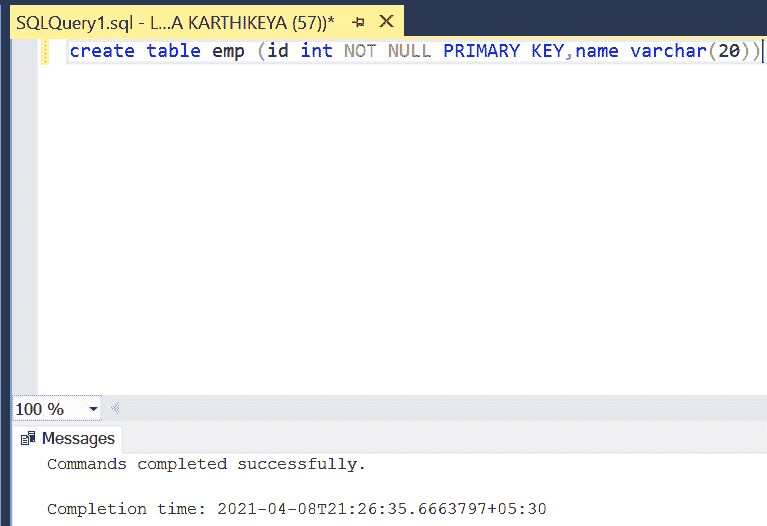 SQLQuery1.sql - L...A KARTHIKEYA (57))*
create table emp (id int NOT NULL PRIMARY KEY,name varchar(20))
100 %
Messages
Commands completed successfully.
Completion time: 2021-04-08T21:26:35.6663797+05:30